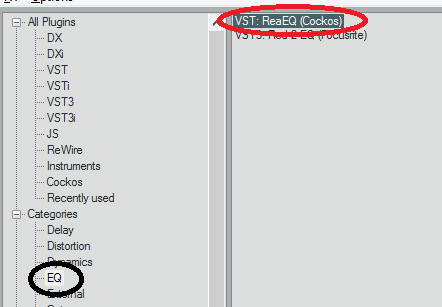 Options
All Plugins
DX
DXi
VST
VSTi
VST3
VST3i
JS
ReWire
Instruments
Cockos
Recently used
Categories
Delay
Distortion
Dynamics
EQ
External
VST: ReaEQ (Cockos)
VST3: Red 2 EQ (Focusrite)